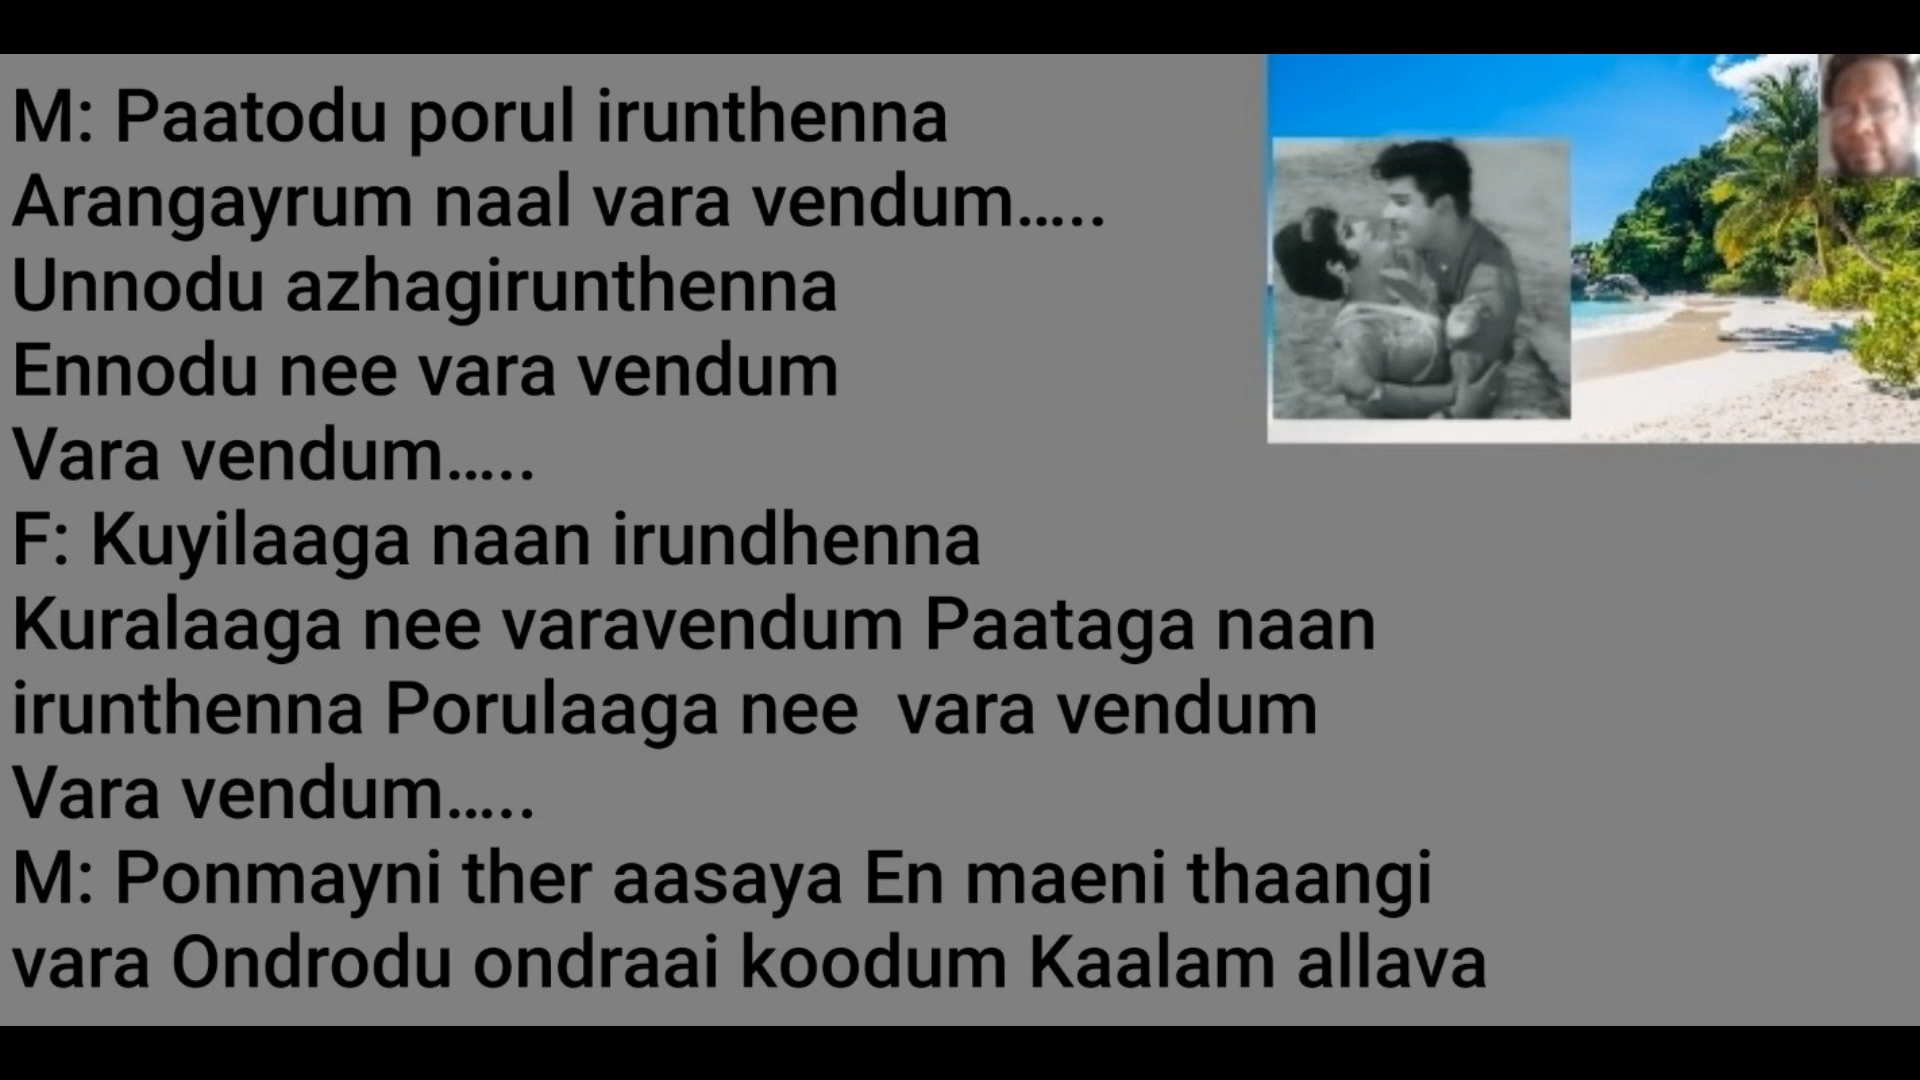 M: Paatodu porul irunthenna
Arangayrum naal vara vendum.....
Unnodu azhagirunthenna
Ennodu nee vara vendum
Vara vendum.....
F: Kuyilaaga naan irundhenna
Kuralaaga nee varavendum Paataga naan
irunthenna Porulaaga nee  vara vendum
Vara vendum.....
M: Ponmayni ther aasaya En maeni thaangi
vara Ondrodu ondraai koodum Kaalam allava